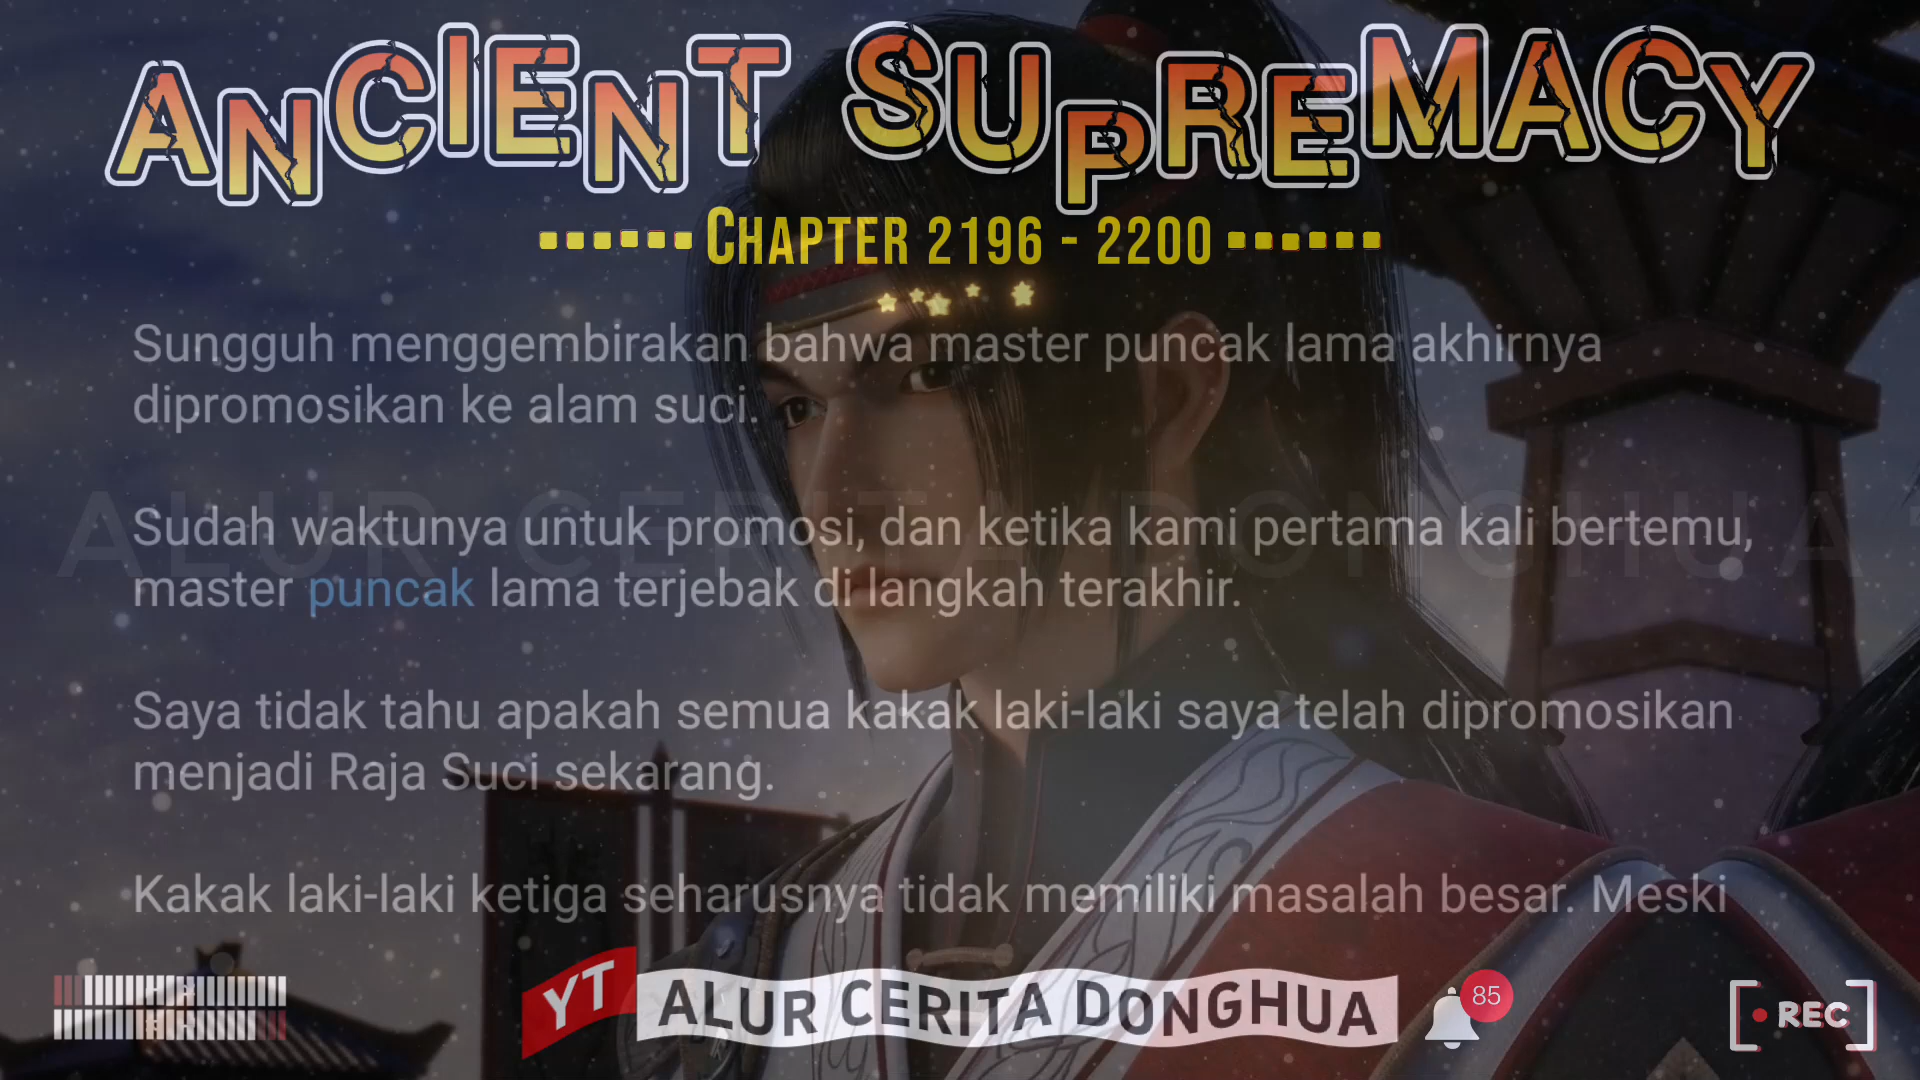 ANCIENT SUPREMACY
CHAPTER 2196 - 2200
Sungguh menggembirakan bahwa master puncak lama akhirnya
dipromosikan ke alam suci.
ALUR CERITA DONGHUA
Sudah waktunya untuk promosi, dan ketika kami pertama kali bertemu,
master puncak lama terjebak di langkah terakhir.
Saya tidak tahu apakah semua kakak laki-laki saya telah dipromosikan
menjadi Raja Suci sekarang.
Kakak laki-laki ketiga seharusnya tidak memiliki masalah besar. Meski
YT ALUR CERITA DONGHUA
85
REC